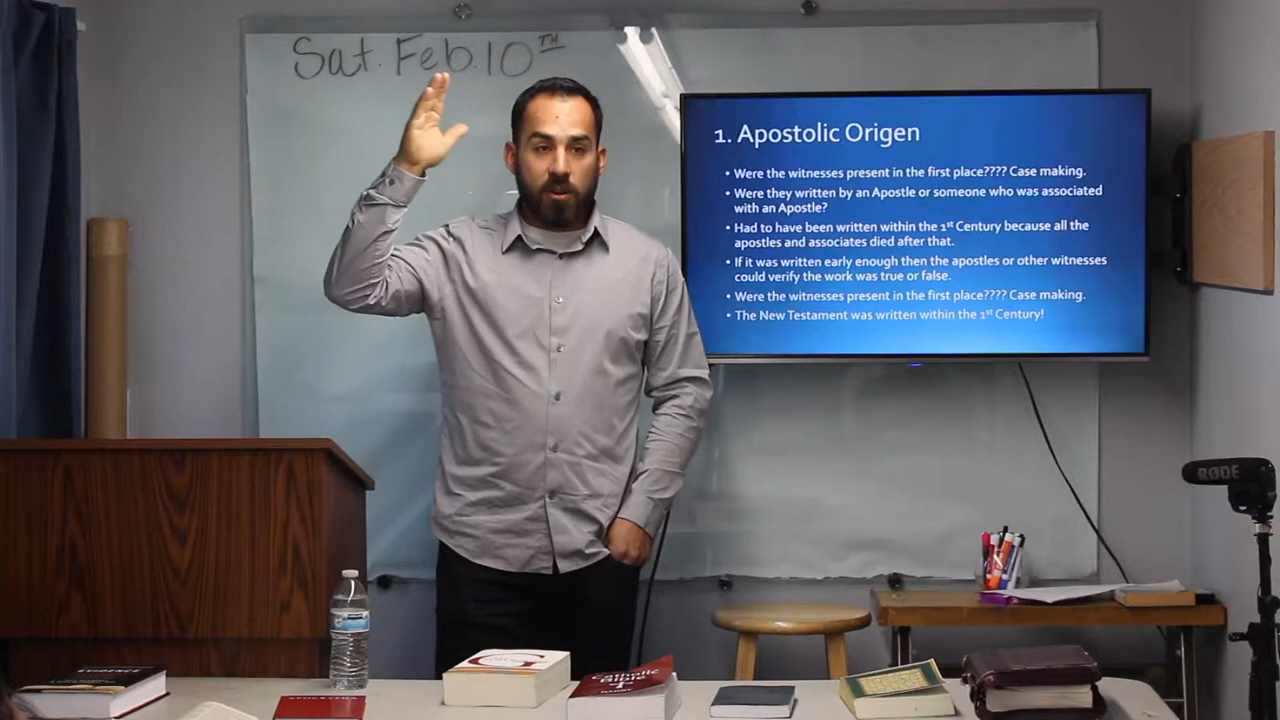 Sat. Feb. 10TH
1. Apostolic Origen
• Were the witnesses present in the first place???? Case making.
• Were they written by an Apostle or someone who was associated
with an Apostle?
• Had to have been written within the 1st Century because all the
apostles and associates died after that.
• If it was written early enough then the apostles or other witnesses
could verify the work was true or false.
• Were the witnesses present in the first place???? Case making.
• The New Testament was written within the 1st Century!
RØDE
EVIDENCE
APOCRYPHA
G
Catholic